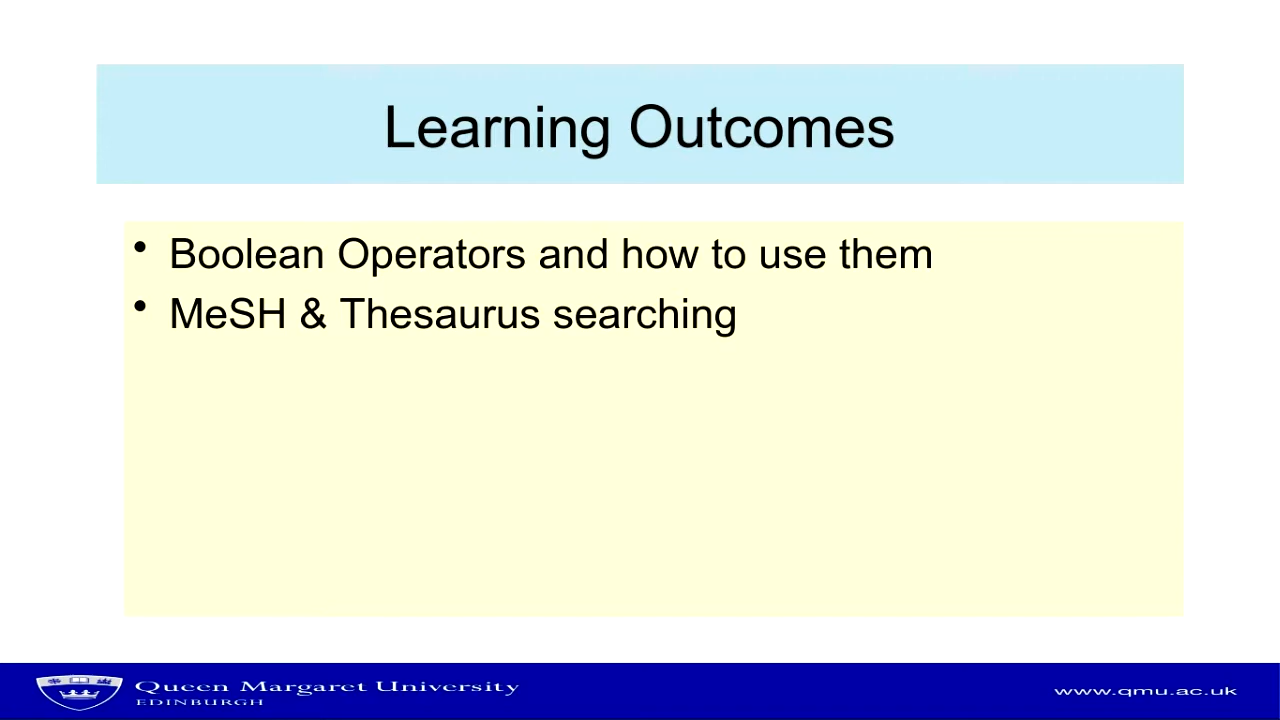 Learning Outcomes
• Boolean Operators and how to use them
• MeSH & Thesaurus searching
Queen Margaret University
EDINBURGH
www.qmu.ac.uk